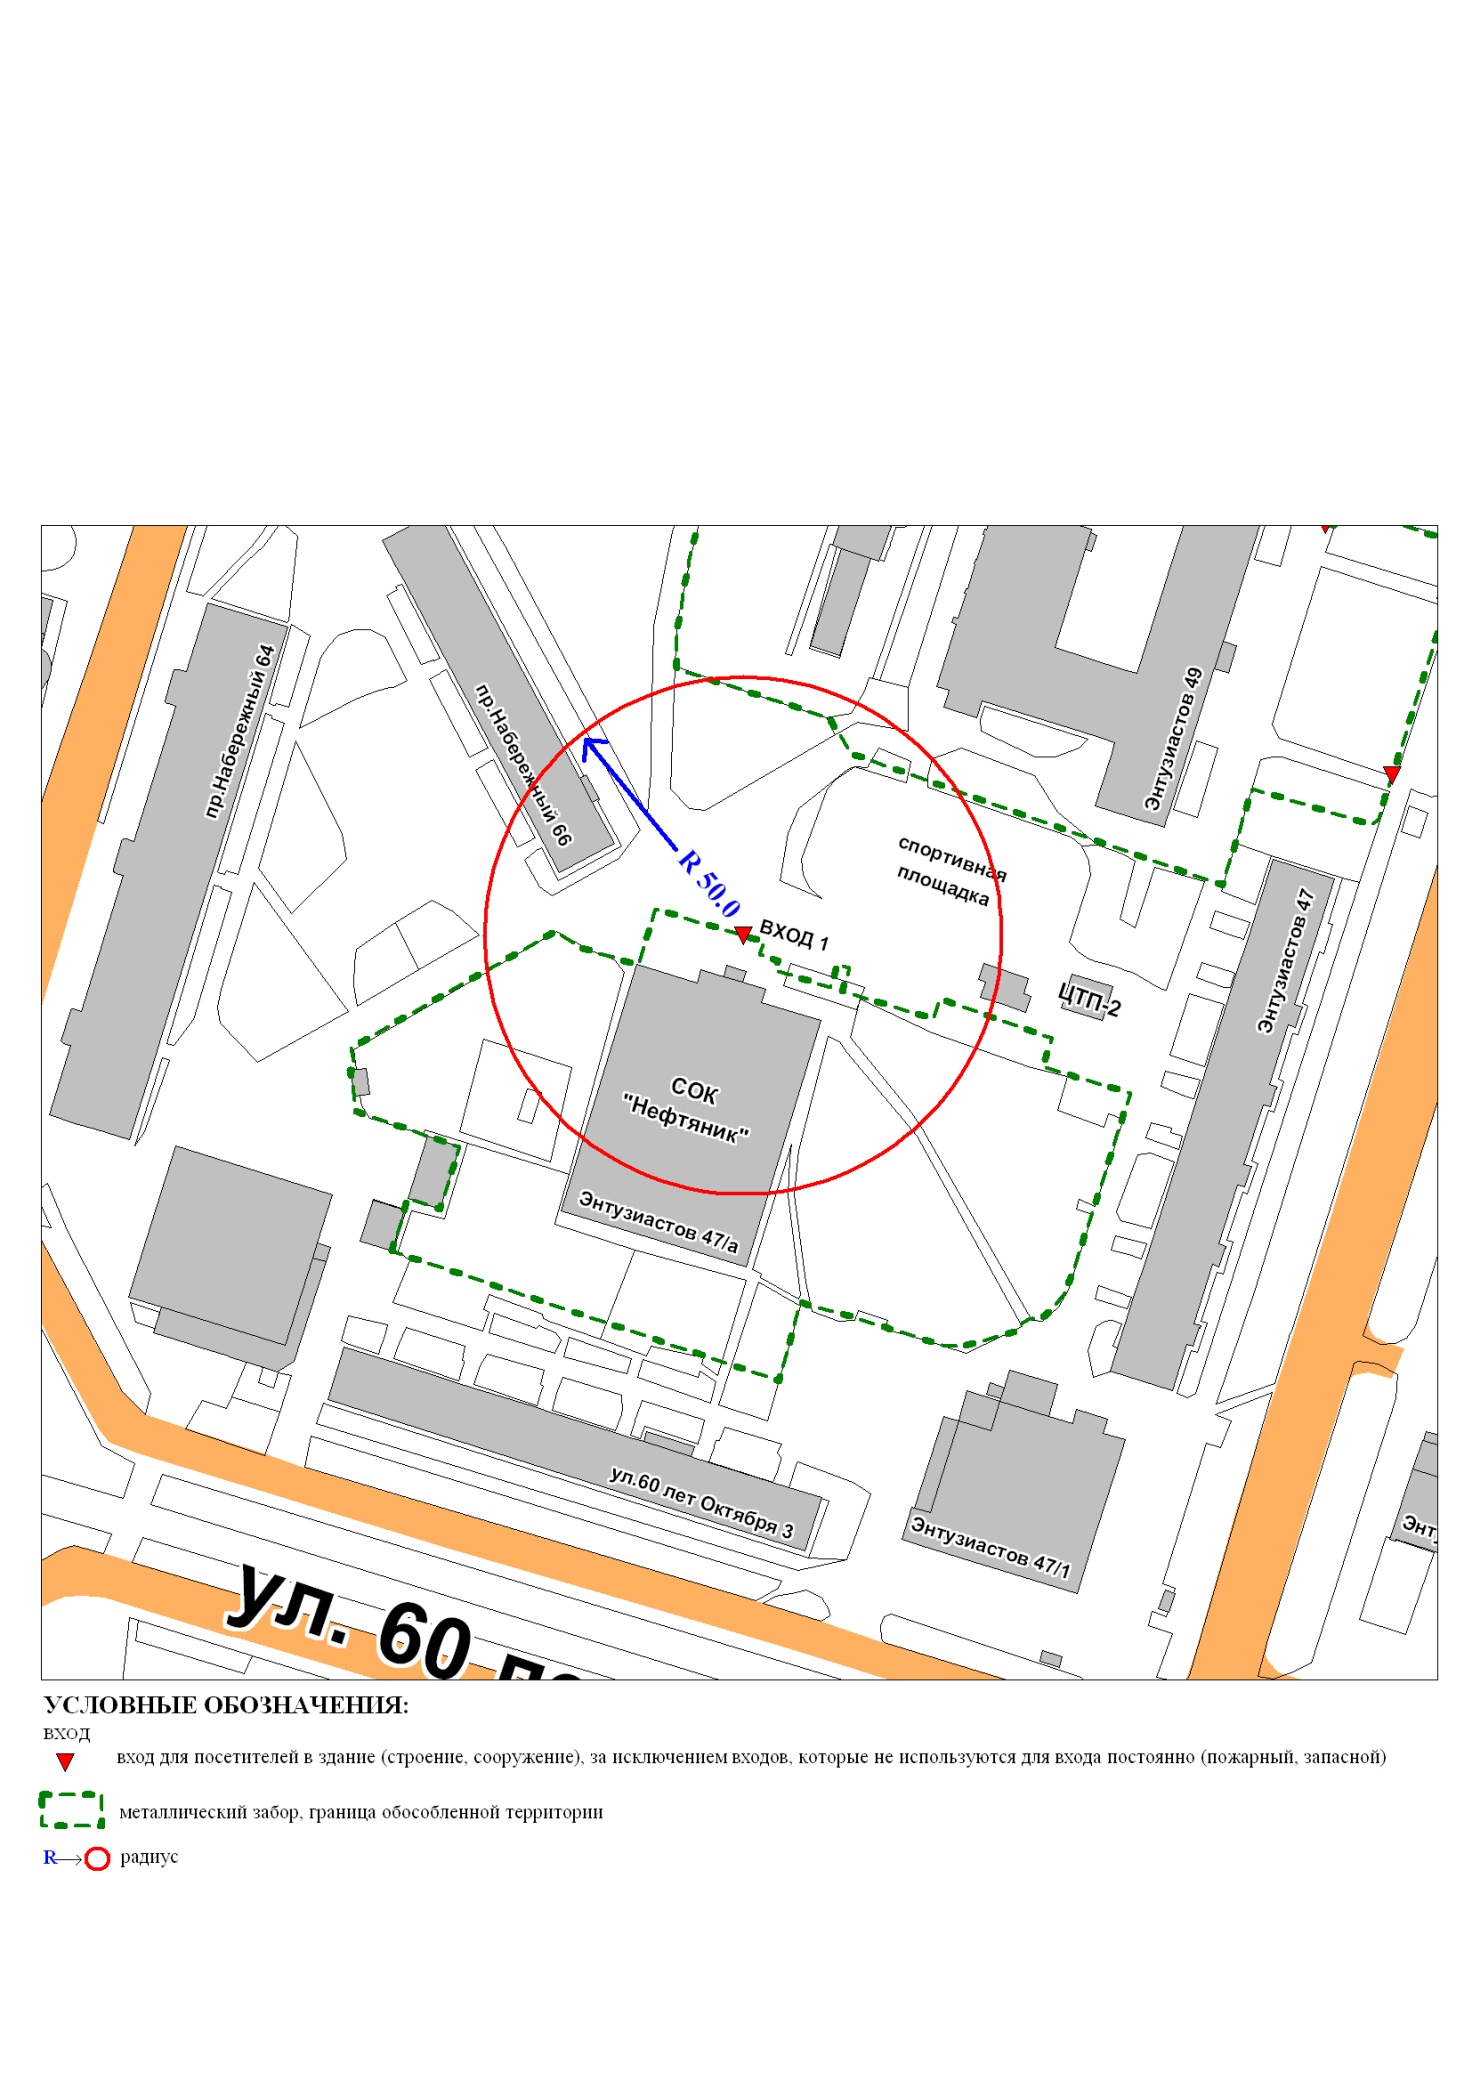 пр.Набережный 64
пр.Набережный 66
Энтузиастов 49
R 50.0
спортивная
площадка
ВХОД 1
Энтузиастов 47
ЦТП-2
СОК
"Нефтяник"
Энтузиастов 47/а
ул.60 лет Октября 3
Энтузиастов 47/1
Энт
ул. 60 ле
УСЛОВНЫЕ ОБОЗНАЧЕНИЯ:
ВХОД
вход для посетителей в здание (строение, сооружение), за исключением входов, которые не используются для входа постоянно (пожарный, запасной)
металлический забор, граница обособленной территории
R радиус